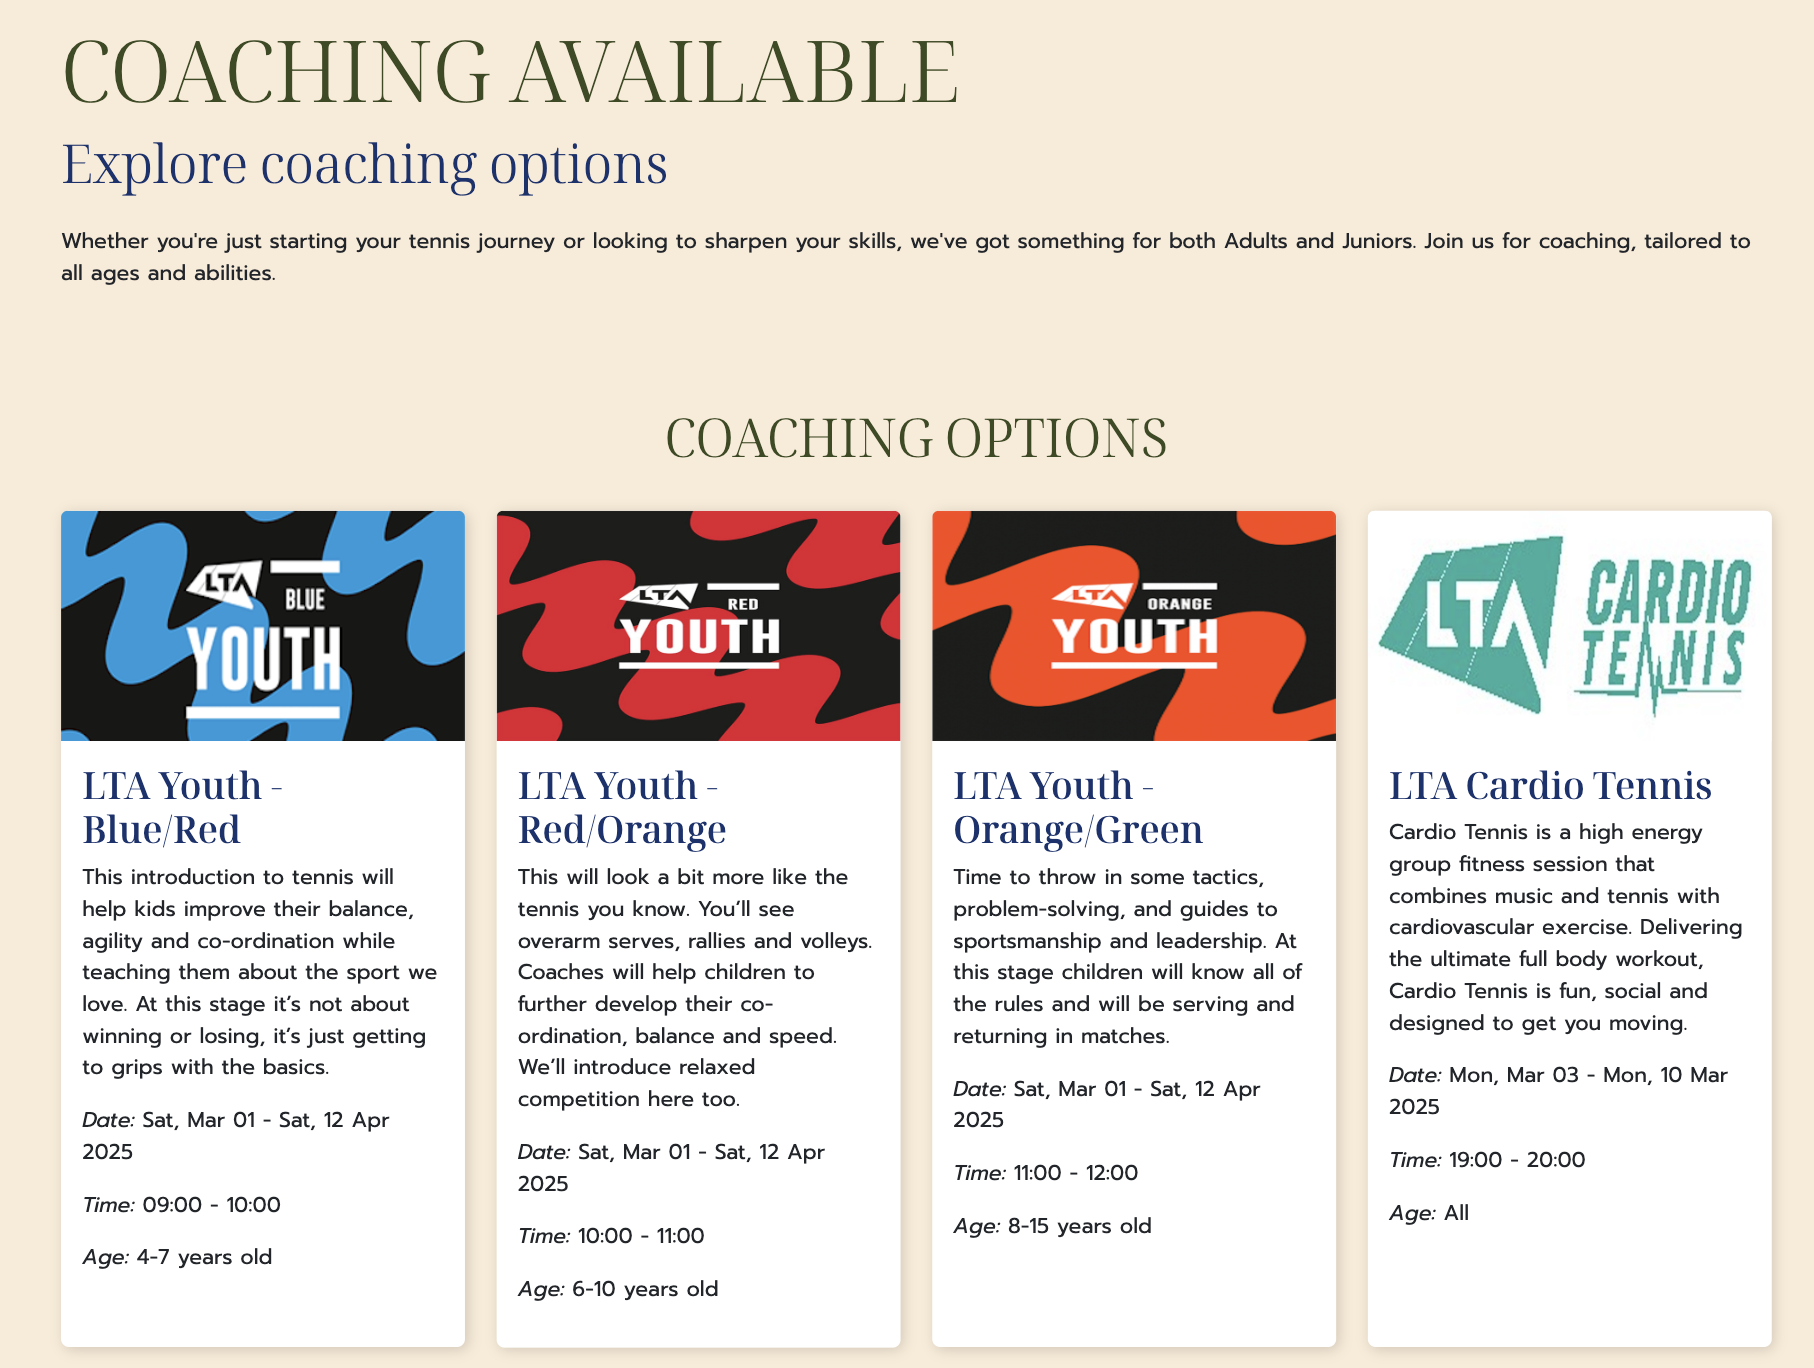 COACHING AVAILABLE
Explore coaching options
Whether you're just starting your tennis journey or looking to sharpen your skills, we've got something for both Adults and Juniors. Join us for coaching, tailored to
all ages and abilities.
COACHING OPTIONS
LTA BLUE
YOUTH
LTA Youth -
Blue/Red
This introduction to tennis will
help kids improve their balance,
agility and co-ordination while
teaching them about the sport we
love. At this stage it’s not about
winning or losing, it’s just getting
to grips with the basics.
Date: Sat, Mar 01 - Sat, 12 Apr
2025
Time: 09:00 - 10:00
Age: 4-7 years old
LTA RED
YOUTH
LTA Youth -
Red/Orange
This will look a bit more like the
tennis you know. You’ll see
overarm serves, rallies and volleys.
Coaches will help children to
further develop their co-
ordination, balance and speed.
We’ll introduce relaxed
competition here too.
Date: Sat, Mar 01 - Sat, 12 Apr
2025
Time: 10:00 - 11:00
Age: 6-10 years old
LTA ORANGE
YOUTH
LTA Youth -
Orange/Green
Time to throw in some tactics,
problem-solving, and guides to
sportsmanship and leadership. At
this stage children will know all of
the rules and will be serving and
returning in matches.
Date: Sat, Mar 01 - Sat, 12 Apr
2025
Time: 11:00 - 12:00
Age: 8-15 years old
LTA CARDIO
TENNIS
LTA Cardio Tennis
Cardio Tennis is a high energy
group fitness session that
combines music and tennis with
cardiovascular exercise. Delivering
the ultimate full body workout,
Cardio Tennis is fun, social and
designed to get you moving.
Date: Mon, Mar 03 - Mon, 10 Mar
2025
Time: 19:00 - 20:00
Age: All